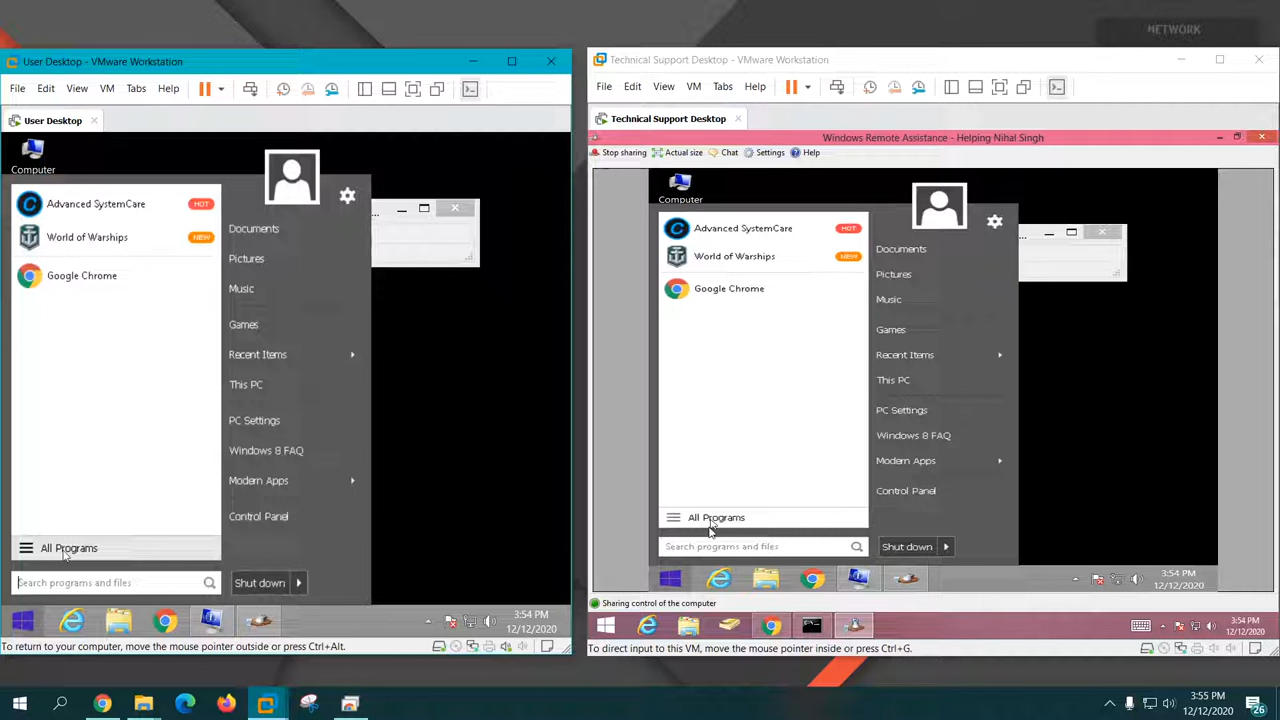 NETWORK
User Desktop - VMware Workstation
File Edit View VM Tabs Help
User Desktop
Computer
Advanced SystemCare HOT
World of Warships NEW
Google Chrome
All Programs
Search programs and files
...
Documents
Pictures
Music
Games
Recent Items
This PC
PC Settings
Windows 8 FAQ
Modern Apps
Control Panel
Shut down
3:54 PM
12/12/2020
To return to your computer, move the mouse pointer outside or press Ctrl+Alt.
Technical Support Desktop - VMware Workstation
File Edit View VM Tabs Help
Technical Support Desktop
Windows Remote Assistance - Helping Nihal Singh
Stop sharing Actual size Chat Settings Help
Computer
Advanced SystemCare HOT
World of Warships NEW
Google Chrome
All Programs
Search programs and files
...
Documents
Pictures
Music
Games
Recent Items
This PC
PC Settings
Windows 8 FAQ
Modern Apps
Control Panel
Shut down
3:54 PM
12/12/2020
Sharing control of the computer
3:54 PM
12/12/2020
To direct input to this VM, move the mouse pointer inside or press Ctrl+G.
3:55 PM
12/12/2020
26